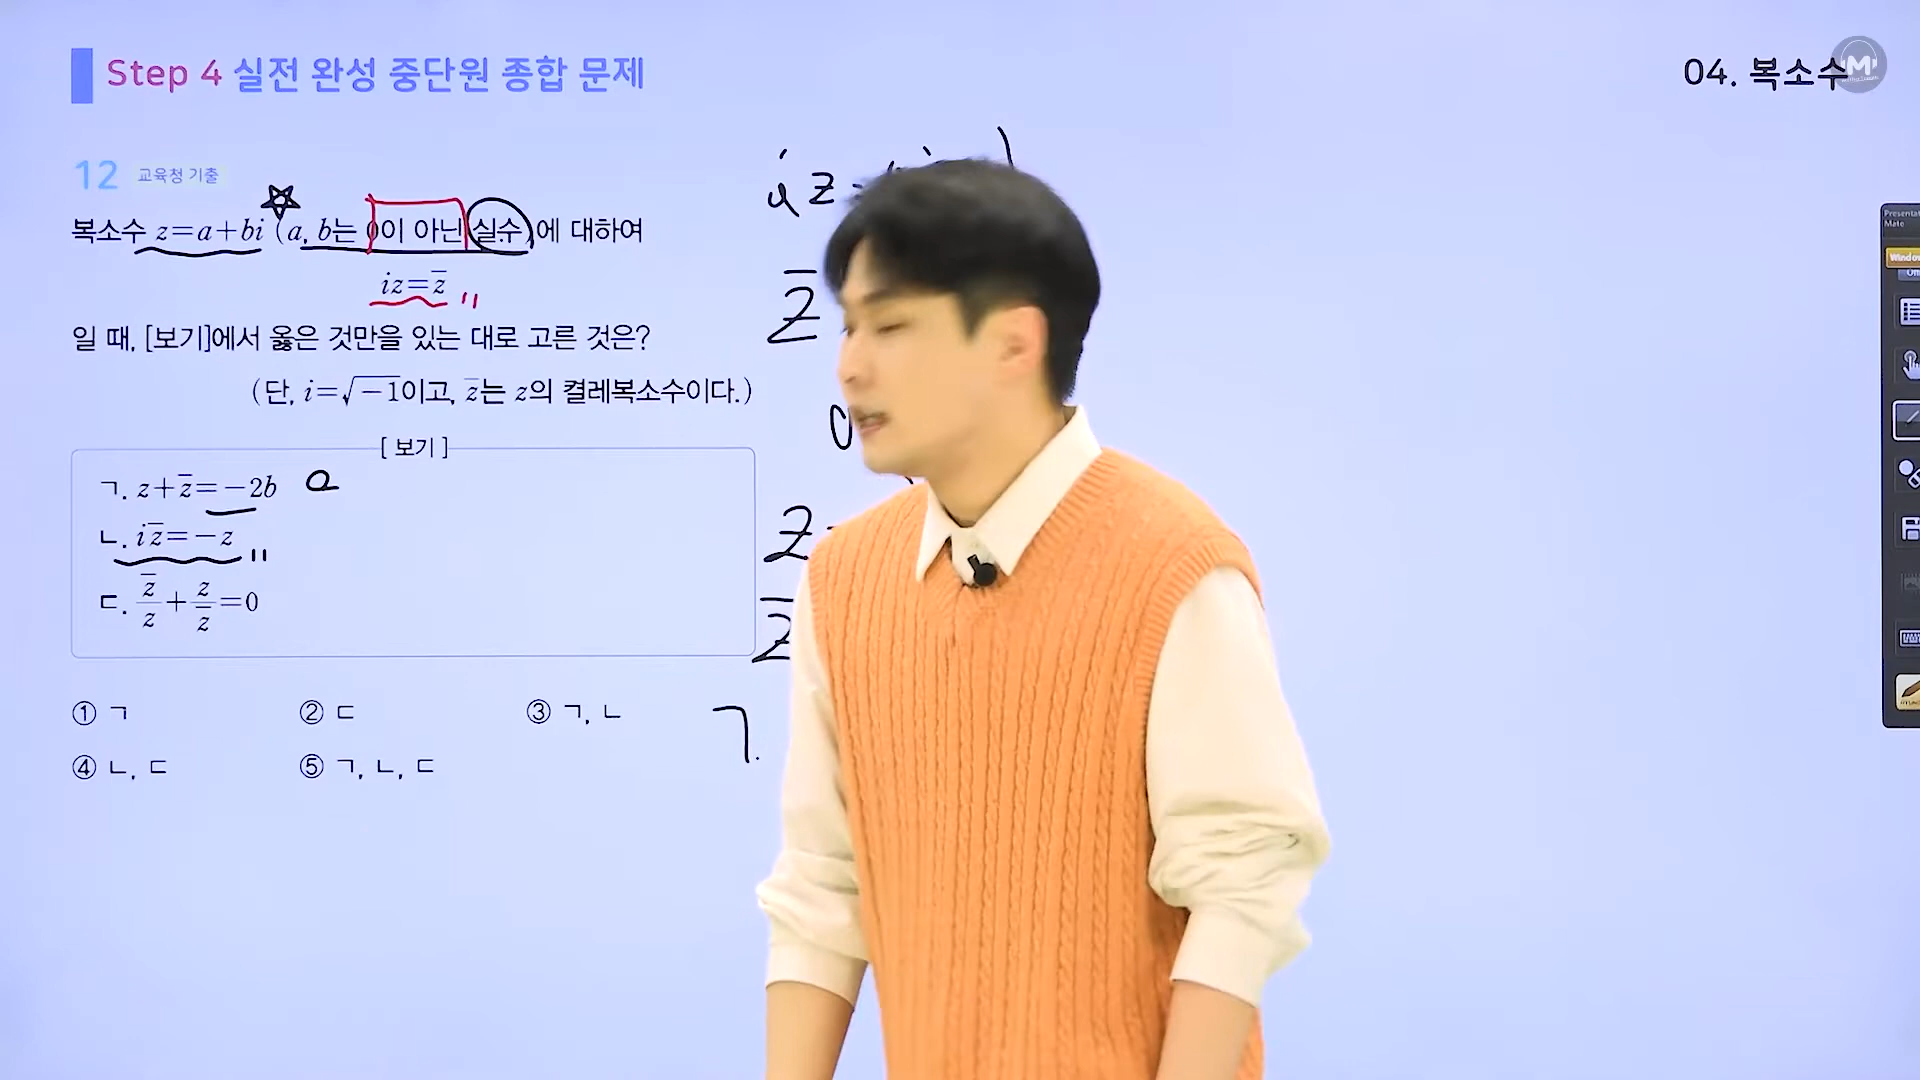 Step 4 실전 완성 중단원 종합 문제
04. 복소수
12 교육청 기출
복소수 z=a+bi (a, b는 0이 아닌 실수)에 대하여
iz=z̄
일 때, [보기]에서 옳은 것만을 있는 대로 고른 것은?
(단, i=√-1이고, z̄는 z의 켤레복소수이다.)
[ 보기 ]
ㄱ. z+z̄=-2b
ㄴ. iz̄=-z
ㄷ. z̄/z+z/z̄=0
① ㄱ
② ㄷ
③ ㄱ, ㄴ
④ ㄴ, ㄷ
⑤ ㄱ, ㄴ, ㄷ
iz
z̄
z
z̄
ㄱ.
M